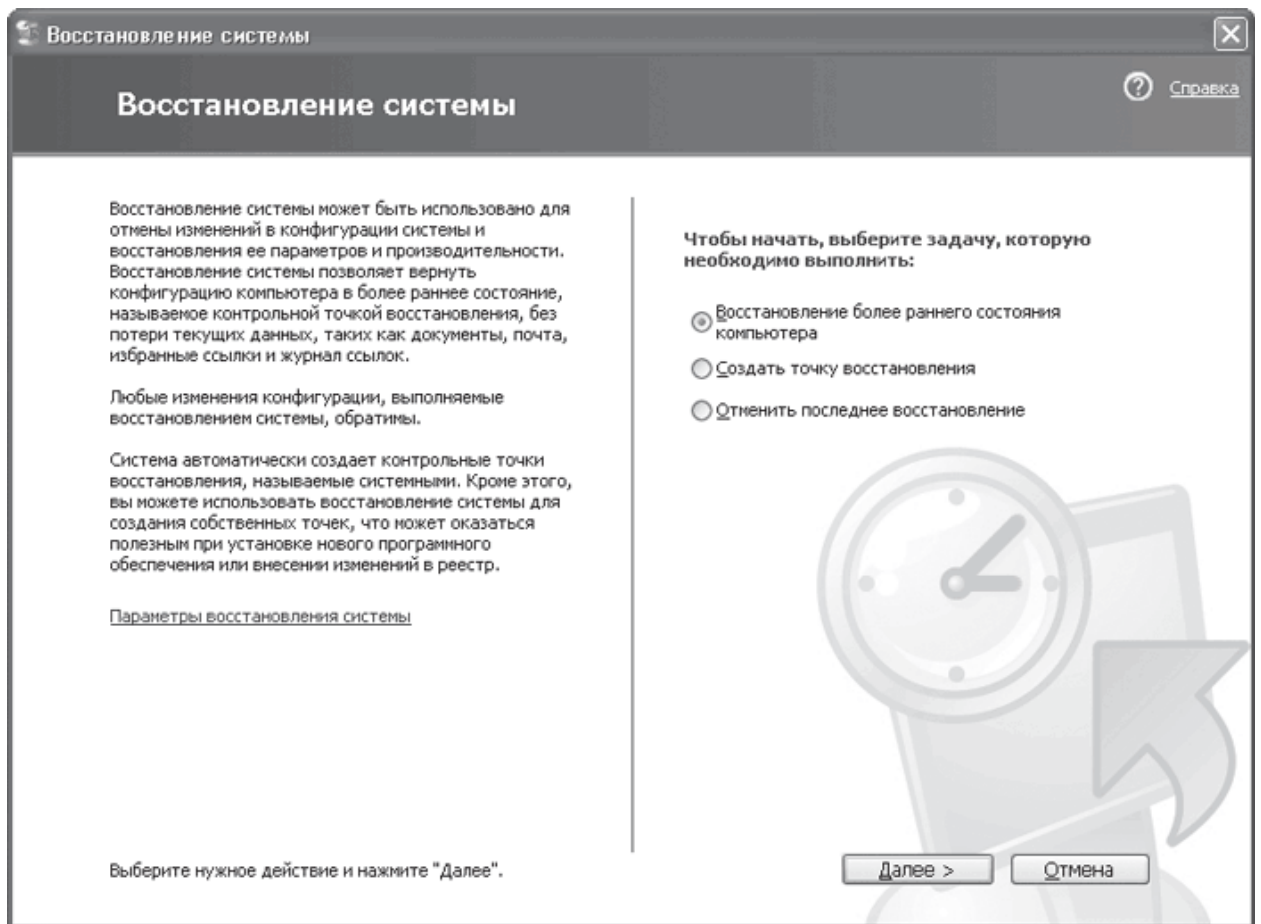 Восстановление системы
Восстановление системы
Справка
Восстановление системы может быть использовано для
отмены изменений в конфигурации системы и
восстановления ее параметров и производительности.
Восстановление системы позволяет вернуть
конфигурацию компьютера в более раннее состояние,
называемое контрольной точкой восстановления, без
потери текущих данных, таких как документы, почта,
избранные ссылки и журнал ссылок.
Любые изменения конфигурации, выполняемые
восстановлением системы, обратимы.
Система автоматически создает контрольные точки
восстановления, называемые системными. Кроме этого,
вы можете использовать восстановление системы для
создания собственных точек, что может оказаться
полезным при установке нового программного
обеспечения или внесении изменений в реестр.
Параметры восстановления системы
Выберите нужное действие и нажмите "Далее".
Чтобы начать, выберите задачу, которую
необходимо выполнить:
Восстановление более раннего состояния
компьютера
Создать точку восстановления
Отменить последнее восстановление
Далее >
Отмена